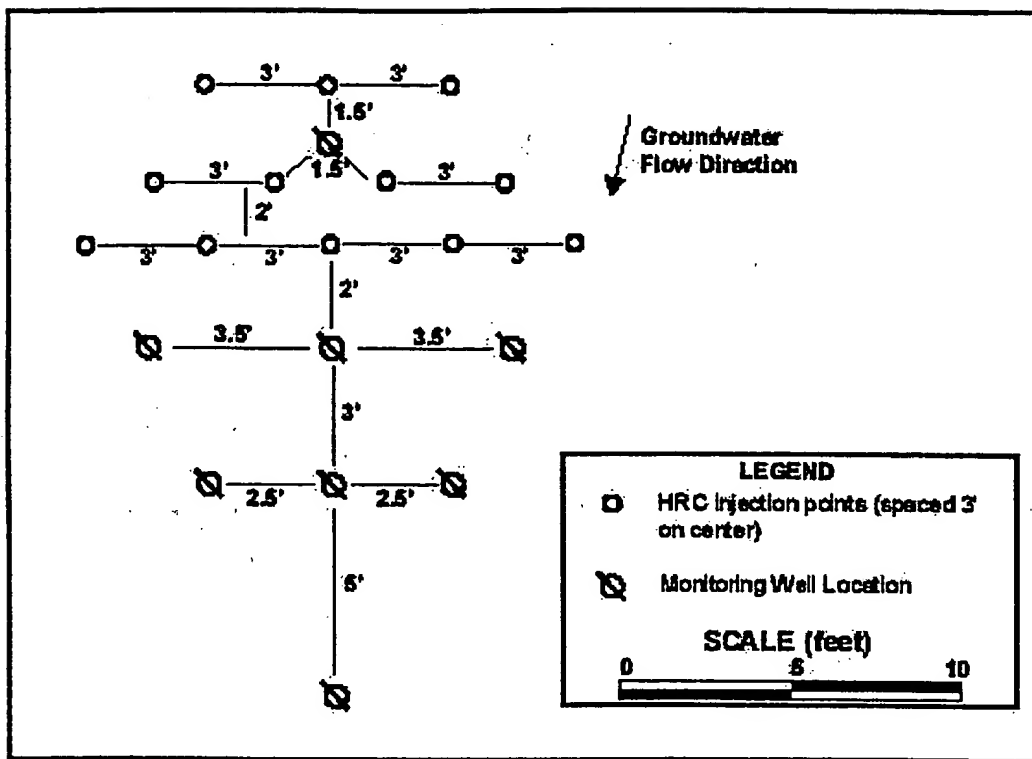 3' 3'
1.5'
Groundwater
Flow Direction
1.5'
3' 3'
2'
3' 3' 3' 3'
2'
3.5' 3.5'
3'
2.5' 2.5'
5'
LEGEND
HRC injection points (spaced 3'
on center)
Monitoring Well Location
SCALE (feet)
0 5 10